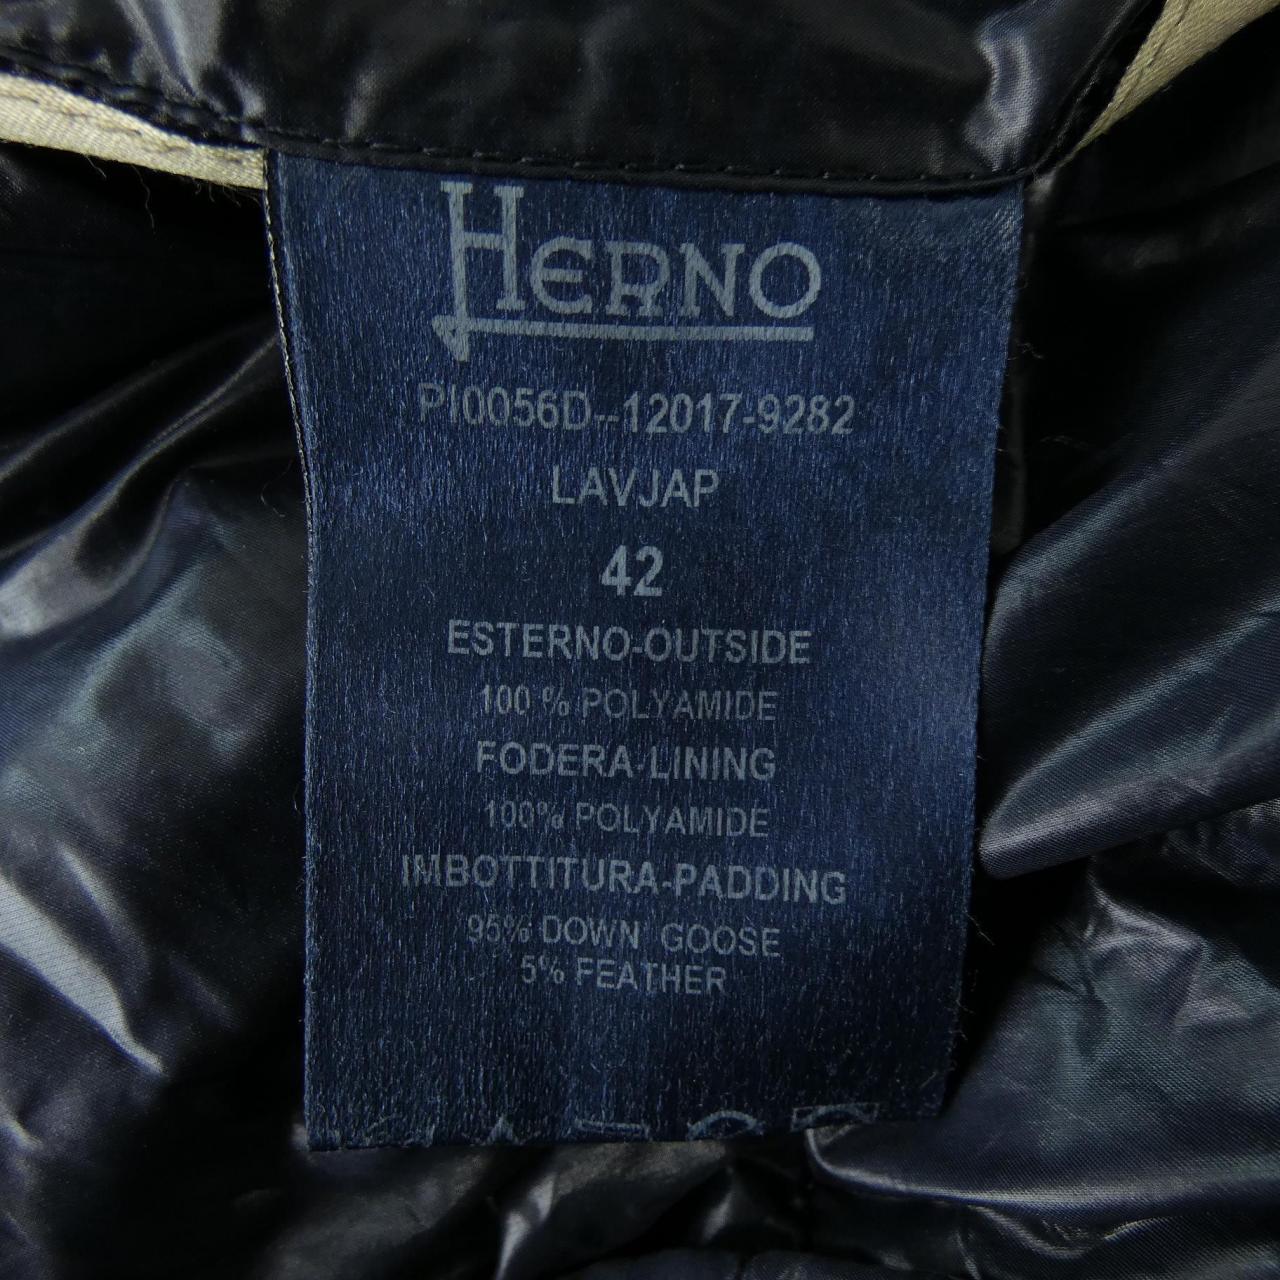 HERNO
PI0056D--12017-9282
LAVJAP
42
ESTERNO-OUTSIDE
100 % POLYAMIDE
FODERA-LINING
100% POLYAMIDE
IMBOTTITURA-PADDING
95% DOWN GOOSE
5% FEATHER